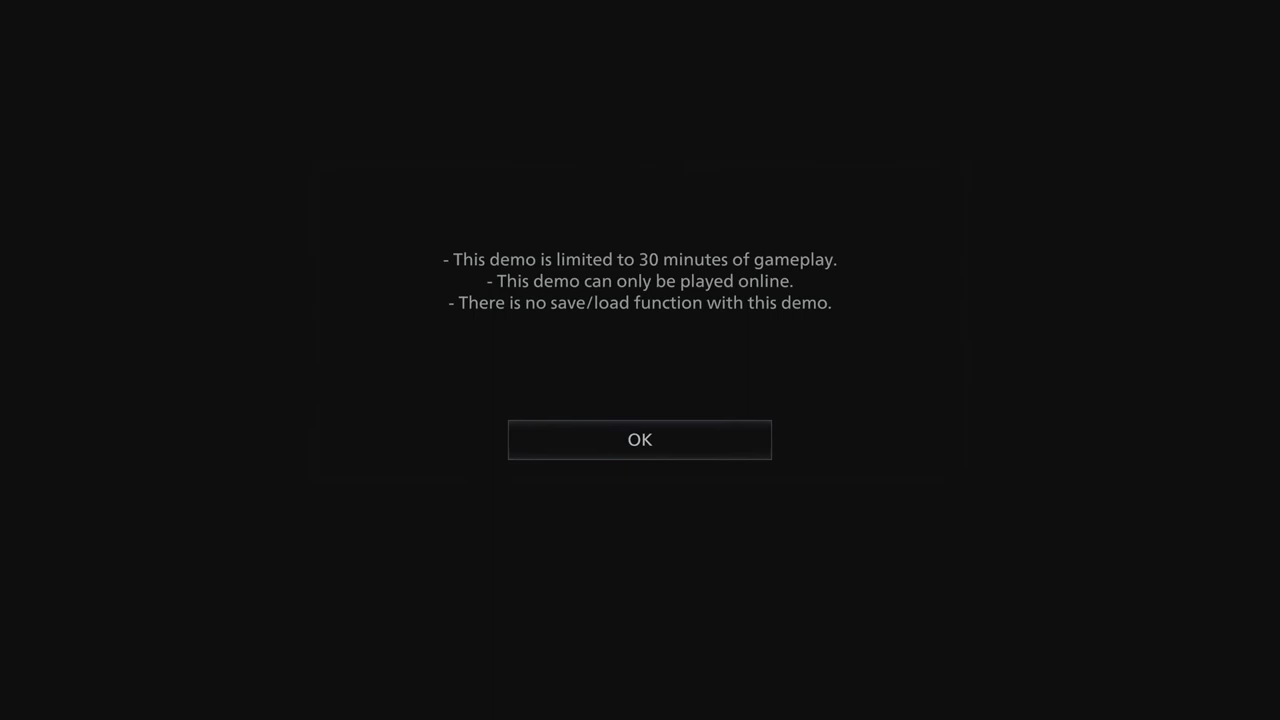 - This demo is limited to 30 minutes of gameplay.
- This demo can only be played online.
- There is no save/load function with this demo.
OK